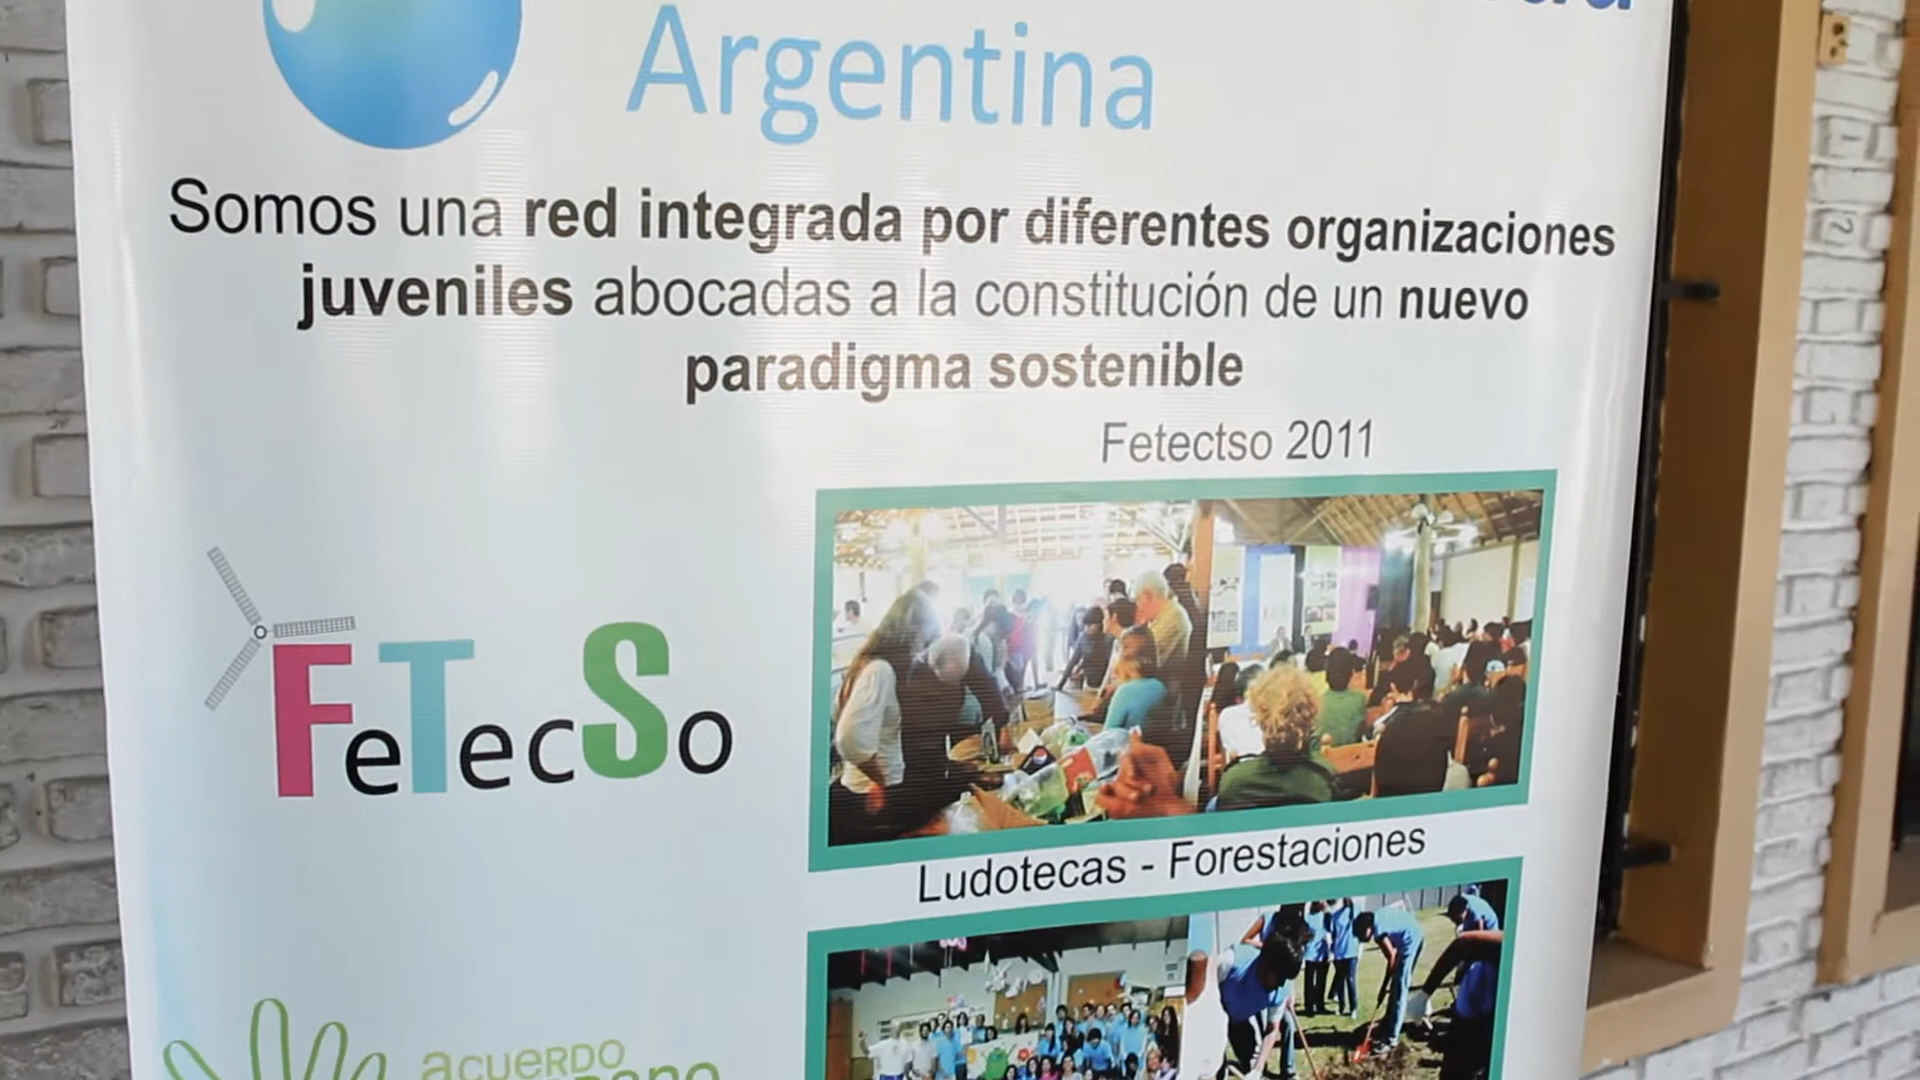 Argentina
Somos una red integrada por diferentes organizaciones
juveniles abocadas a la constitución de un nuevo
paradigma sostenible
Fetectso 2011
FeTecSo
Ludotecas - Forestaciones
acuerdo